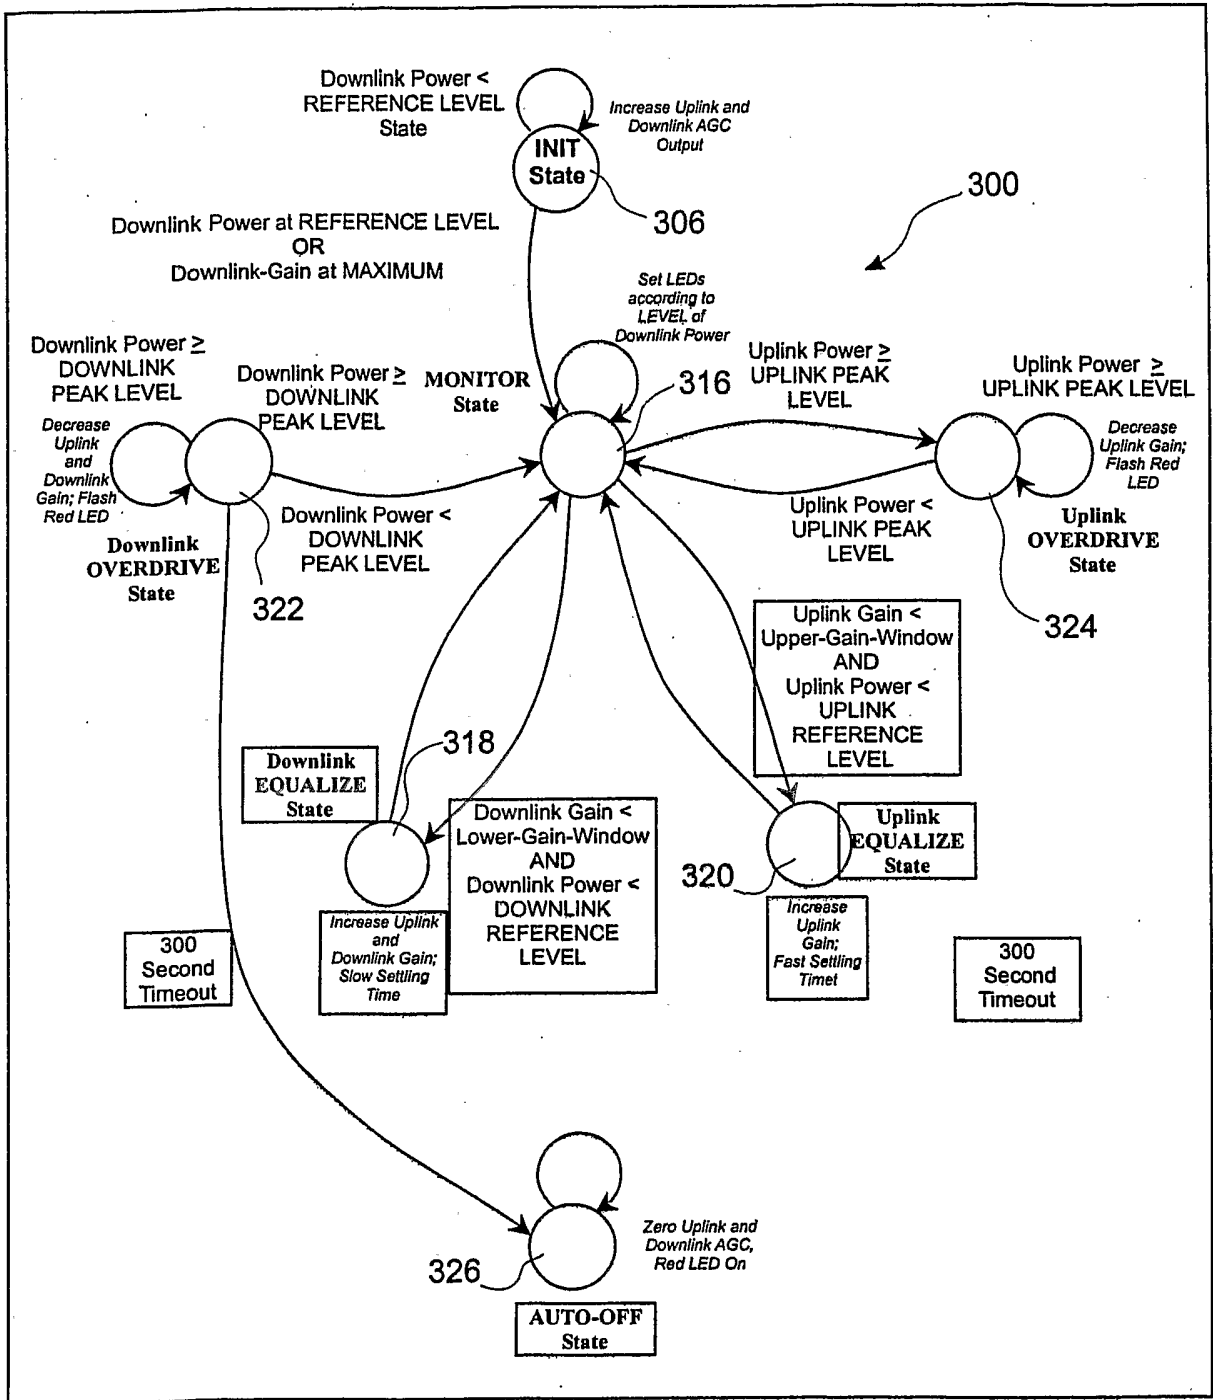 Downlink Power <
REFERENCE LEVEL
State
Increase Uplink and
Downlink AGC
Output
INIT
State
306
300
Downlink Power at REFERENCE LEVEL
OR
Downlink-Gain at MAXIMUM
Set LEDs
according to
LEVEL of
Downlink Power
Downlink Power ≥
DOWNLINK
PEAK LEVEL
Downlink Power ≥
DOWNLINK
PEAK LEVEL
MONITOR
State
316
Uplink Power ≥
UPLINK PEAK
LEVEL
Uplink Power ≥
UPLINK PEAK LEVEL
Decrease
Uplink
and
Downlink
Gain; Flash
Red LED
Decrease
Uplink Gain;
Flash Red
LED
Downlink Power <
DOWNLINK
PEAK LEVEL
Uplink Power <
UPLINK PEAK
LEVEL
Downlink
OVERDRIVE
State
322
Uplink
OVERDRIVE
State
324
Uplink Gain <
Upper-Gain-Window
AND
Uplink Power <
UPLINK
REFERENCE
LEVEL
318
Downlink
EQUALIZE
State
Downlink Gain <
Lower-Gain-Window
AND
Downlink Power <
DOWNLINK
REFERENCE
LEVEL
320
Uplink
EQUALIZE
State
Increase Uplink
and
Downlink Gain;
Slow Settling
Time
Increase
Uplink
Gain;
Fast Settling
Timet
300
Second
Timeout
300
Second
Timeout
326
Zero Uplink and
Downlink AGC,
Red LED On
AUTO-OFF
State